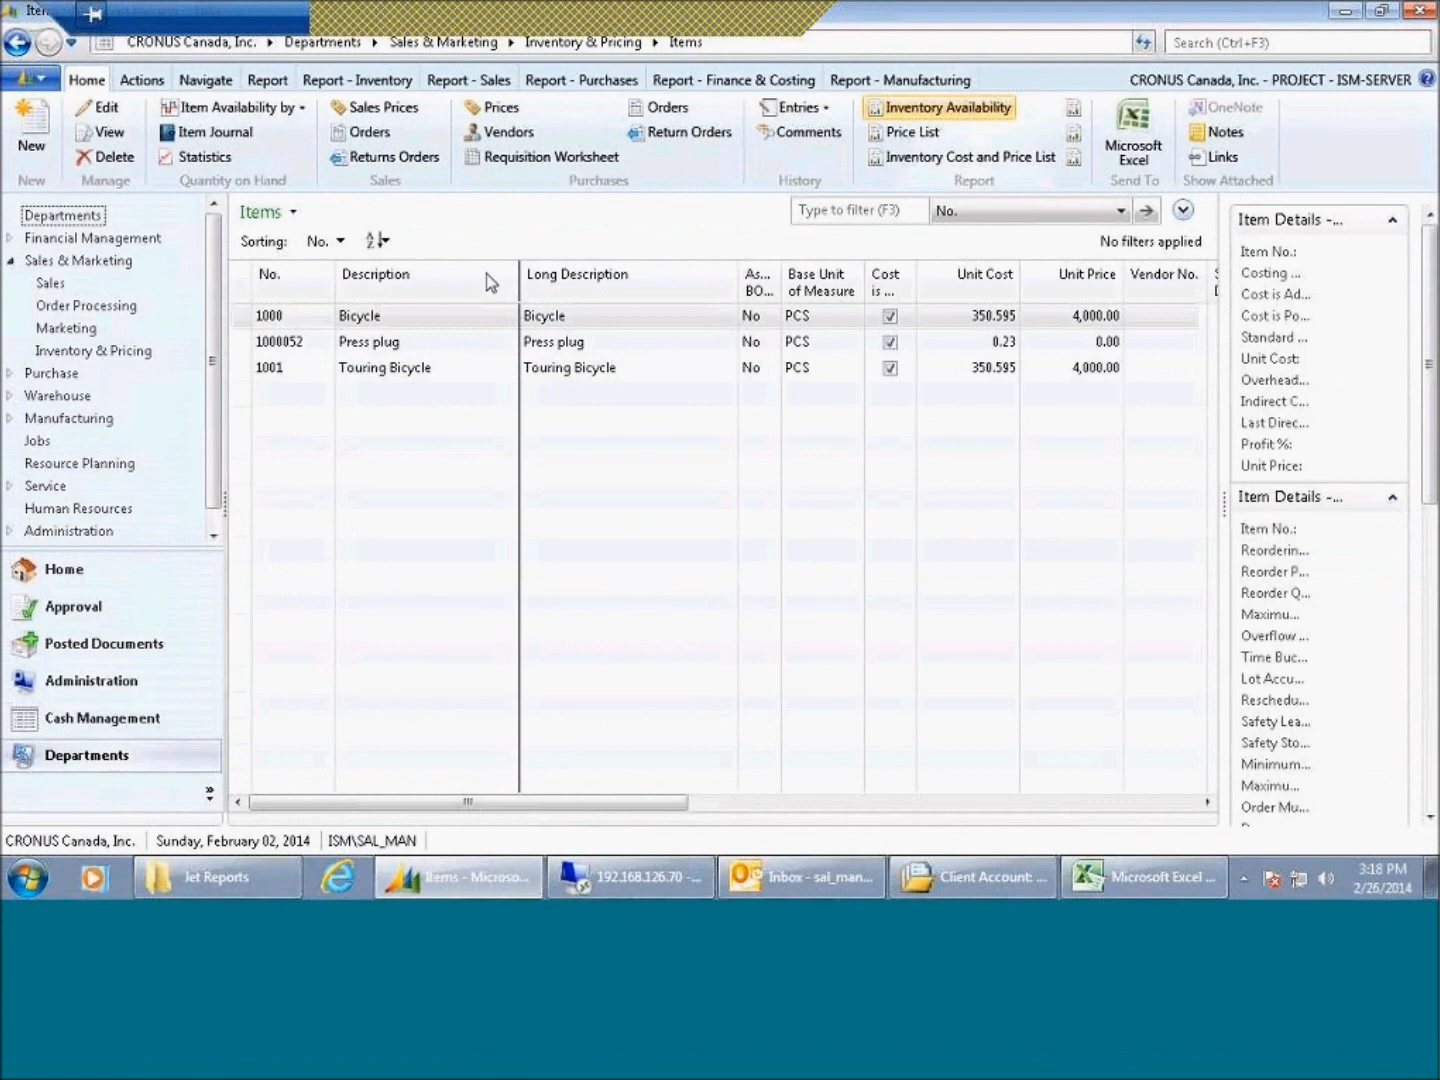 Iten
CRONUS Canada, Inc. Departments Sales & Marketing Inventory & Pricing Items
Search (Ctrl+F3)
Home Actions Navigate Report Report - Inventory Report - Sales Report - Purchases Report - Finance & Costing Report - Manufacturing
CRONUS Canada, Inc. - PROJECT - ISM-SERVER
New
New
Edit
View
Delete
Manage
Item Availability by
Item Journal
Statistics
Quantity on Hand
Sales Prices
Orders
Returns Orders
Sales
Prices
Vendors
Requisition Worksheet
Orders
Return Orders
Purchases
Entries
Comments
History
Inventory Availability
Price List
Inventory Cost and Price List
Report
Microsoft
Excel
Send To
OneNote
Notes
Links
Show Attached
Departments
Financial Management
Sales & Marketing
Sales
Order Processing
Marketing
Inventory & Pricing
Purchase
Warehouse
Manufacturing
Jobs
Resource Planning
Service
Human Resources
Administration
Home
Approval
Posted Documents
Administration
Cash Management
Departments
Items
Type to filter (F3) No.
Sorting: No.
No filters applied
No. Description Long Description As... BO... Base Unit of Measure Cost is ... Unit Cost Unit Price Vendor No.
1000 Bicycle Bicycle No PCS 350.595 4,000.00
1000052 Press plug Press plug No PCS 0.23 0.00
1001 Touring Bicycle Touring Bicycle No PCS 350.595 4,000.00
Item Details -...
Item No.:
Costing ...
Cost is Ad...
Cost is Po...
Standard ...
Unit Cost:
Overhead...
Indirect C...
Last Direc...
Profit %:
Unit Price:
Item Details -...
Item No.:
Reorderin...
Reorder P...
Reorder Q...
Maximu...
Overflow ...
Time Buc...
Lot Accu...
Reschedu...
Safety Lea...
Safety Sto...
Minimum...
Maximu...
Order Mu...
CRONUS Canada, Inc. Sunday, February 02, 2014 ISM\SAL_MAN
Jet Reports
Items - Microso...
192.168.126.70 -...
Inbox - sal_man...
Client Account: ...
Microsoft Excel ...
3:18 PM
2/26/2014